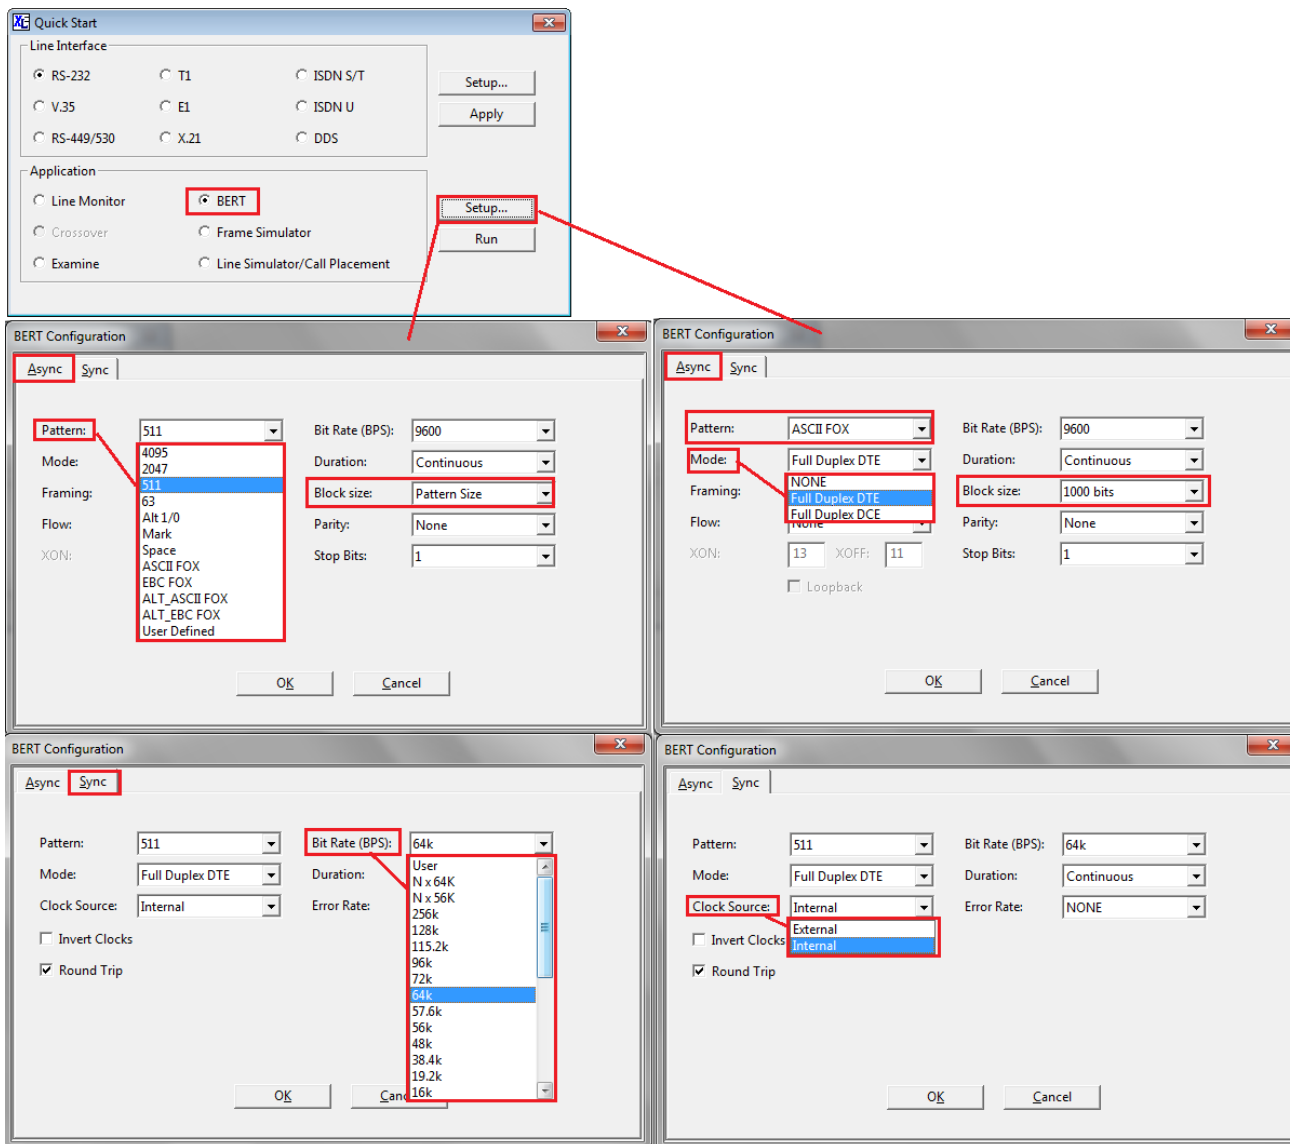 XE Quick Start
Line Interface
RS-232 T1 ISDN S/T
V.35 E1 ISDN U
RS-449/530 X.21 DDS
Setup...
Apply
Application
Line Monitor BERT
Crossover Frame Simulator
Examine Line Simulator/Call Placement
Setup...
Run
BERT Configuration
Async Sync
Pattern: 511 Bit Rate (BPS): 9600
Mode: Duration: Continuous
Framing: Block size: Pattern Size
Flow: Parity: None
XON: Stop Bits: 1
4095
2047
511
63
Alt 1/0
Mark
Space
ASCII FOX
EBC FOX
ALT_ASCII FOX
ALT_EBC FOX
User Defined
OK Cancel
BERT Configuration
Async Sync
Pattern: ASCII FOX Bit Rate (BPS): 9600
Mode: Full Duplex DTE Duration: Continuous
NONE
Full Duplex DTE
Full Duplex DCE
Framing: Block size: 1000 bits
Flow: None Parity: None
XON: 13 XOFF: 11 Stop Bits: 1
Loopback
OK Cancel
BERT Configuration
Async Sync
Pattern: 511 Bit Rate (BPS): 64k
Mode: Full Duplex DTE Duration:
Clock Source: Internal Error Rate:
Invert Clocks
Round Trip
User
N x 64K
N x 56K
256k
128k
115.2k
96k
72k
64k
57.6k
56k
48k
38.4k
19.2k
16k
OK
BERT Configuration
Async Sync
Pattern: 511 Bit Rate (BPS): 64k
Mode: Full Duplex DTE Duration: Continuous
Clock Source: Internal Error Rate: NONE
External
Internal
Invert Clocks
Round Trip
OK Cancel